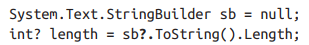 System.Text.StringBuilder sb = null;
int? length = sb?.ToString().Length;